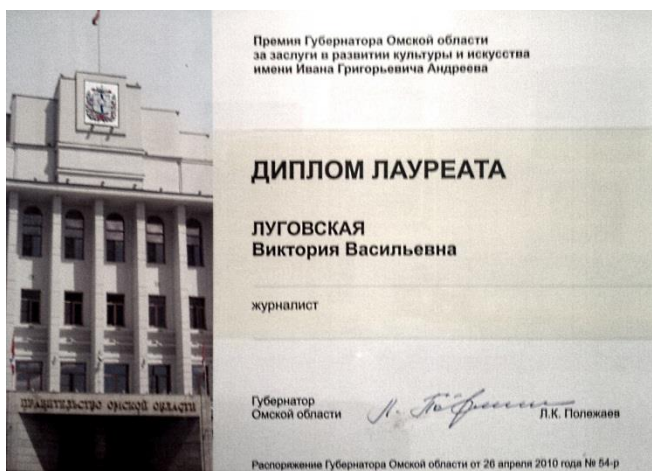 Премия Губернатора Омской области
за заслуги в развитии культуры и искусства
имени Ивана Григорьевича Андреева
ДИПЛОМ ЛАУРЕАТА
ЛУГОВСКАЯ
Виктория Васильевна
журналист
Губернатор
Омской области
Л.К. Полежаев
Распоряжение Губернатора Омской области от 26 апреля 2010 года № 54-р
ПРАВИТЕЛЬСТВО ОМСКОЙ ОБЛАСТИ